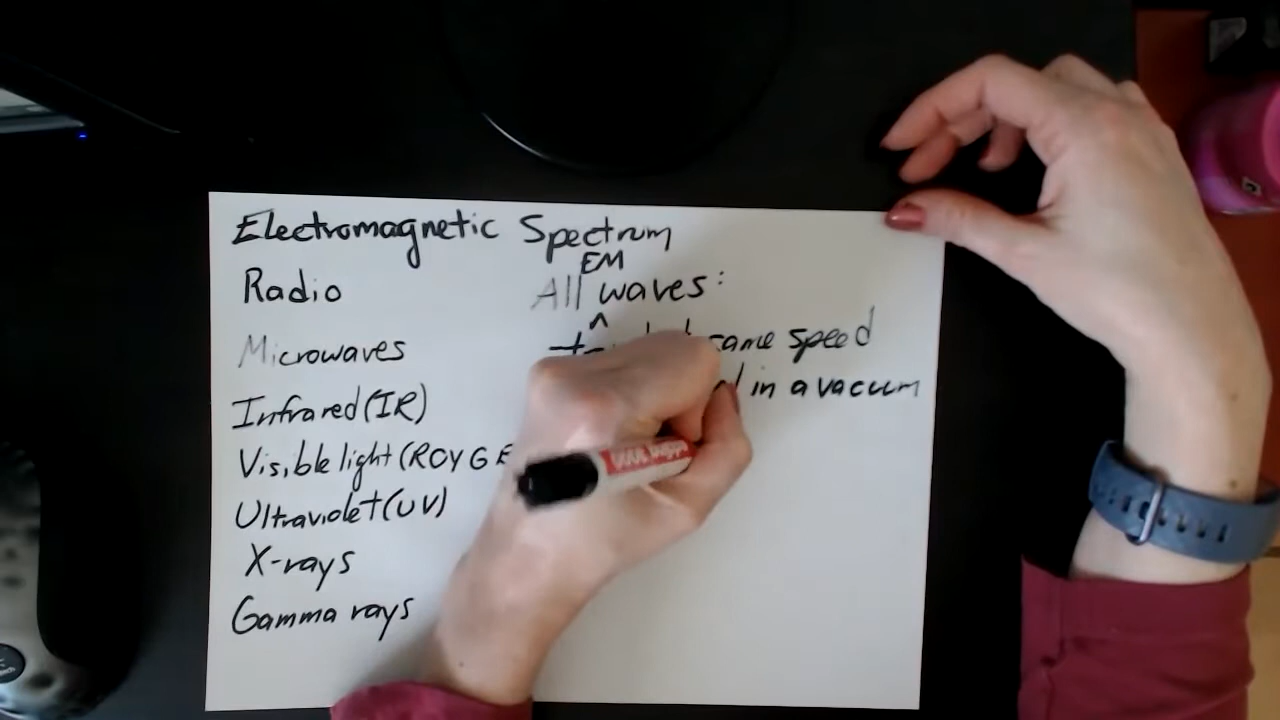 Electromagnetic Spectrum
Radio
Microwaves
Infrared (IR)
Visible light (ROY G
Ultraviolet (UV)
X-rays
Gamma rays
EM
All waves:
^
same speed
in a vacuum